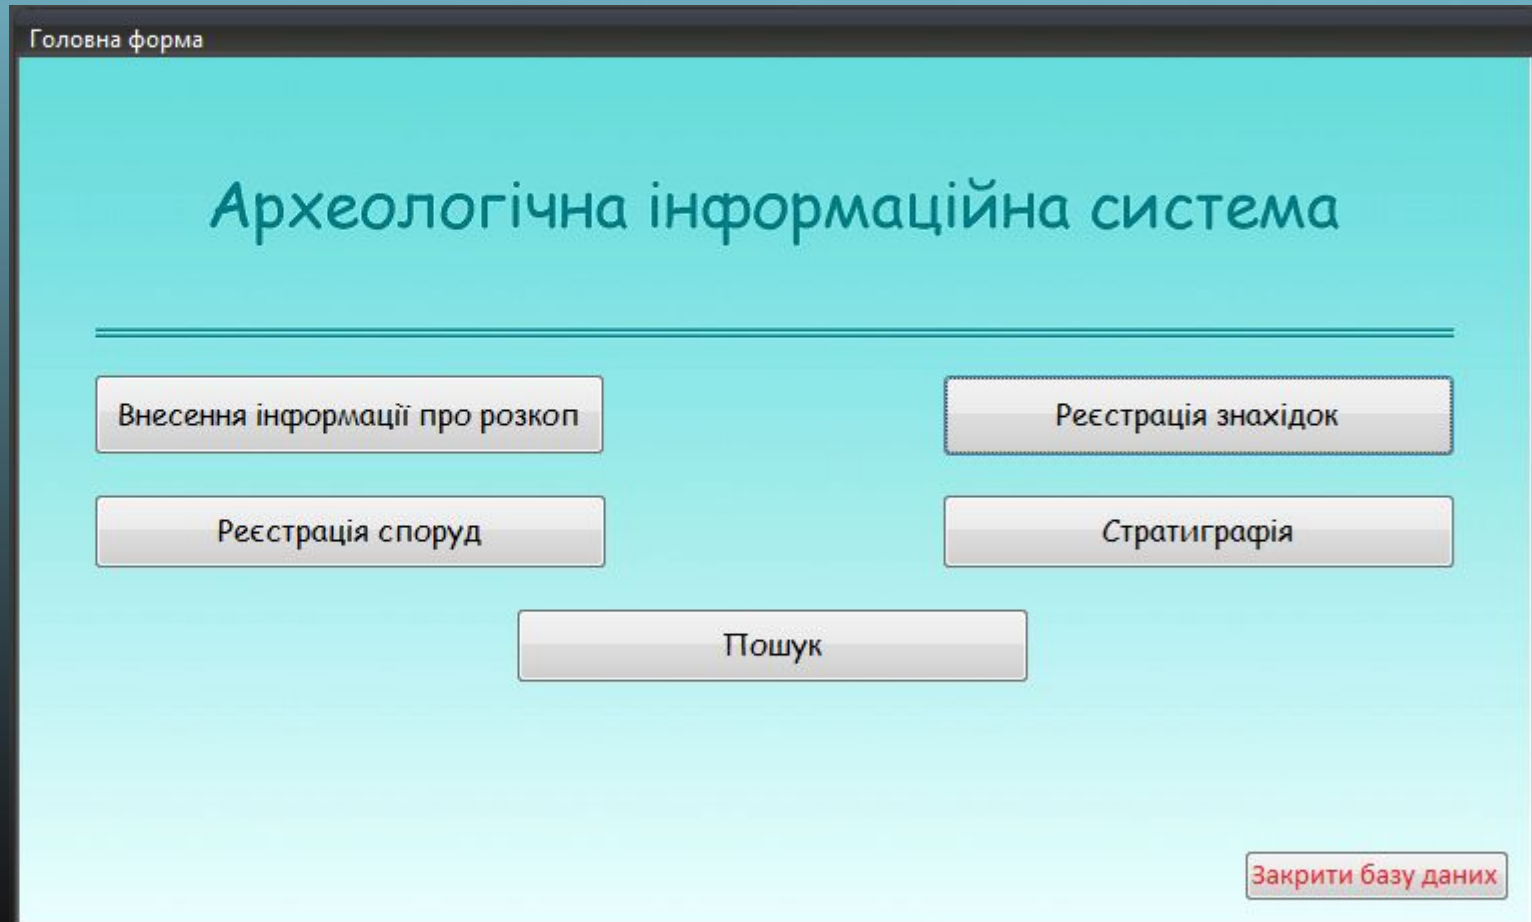 Головна форма
Археологічна інформаційна система
Внесення інформації про розкоп
Реєстрація знахідок
Реєстрація споруд
Стратиграфія
Пошук
Закрити базу даних